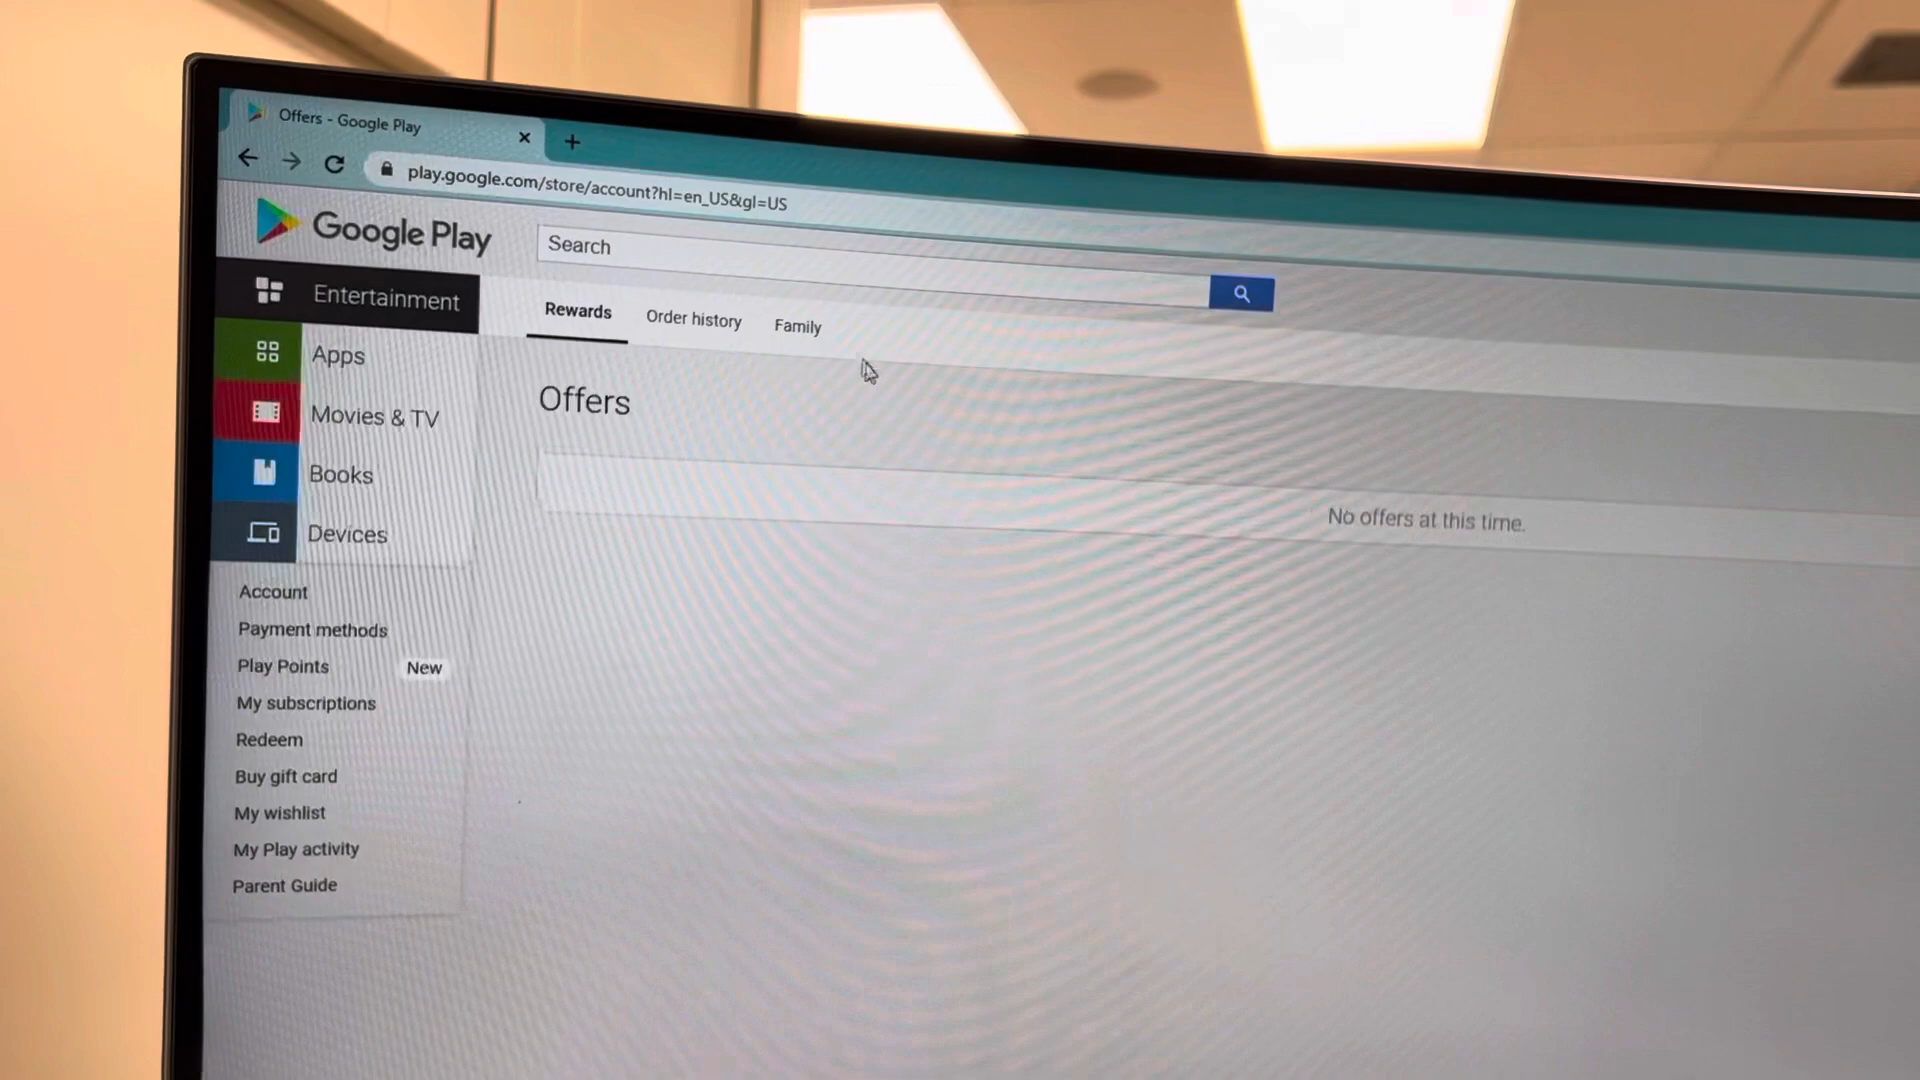 Offers - Google Play
play.google.com/store/account?hl=en_US&gl=US
Google Play
Search
Entertainment
Rewards
Order history
Family
Apps
Offers
Movies & TV
Books
No offers at this time.
Devices
Account
Payment methods
Play Points New
My subscriptions
Redeem
Buy gift card
My wishlist
My Play activity
Parent Guide